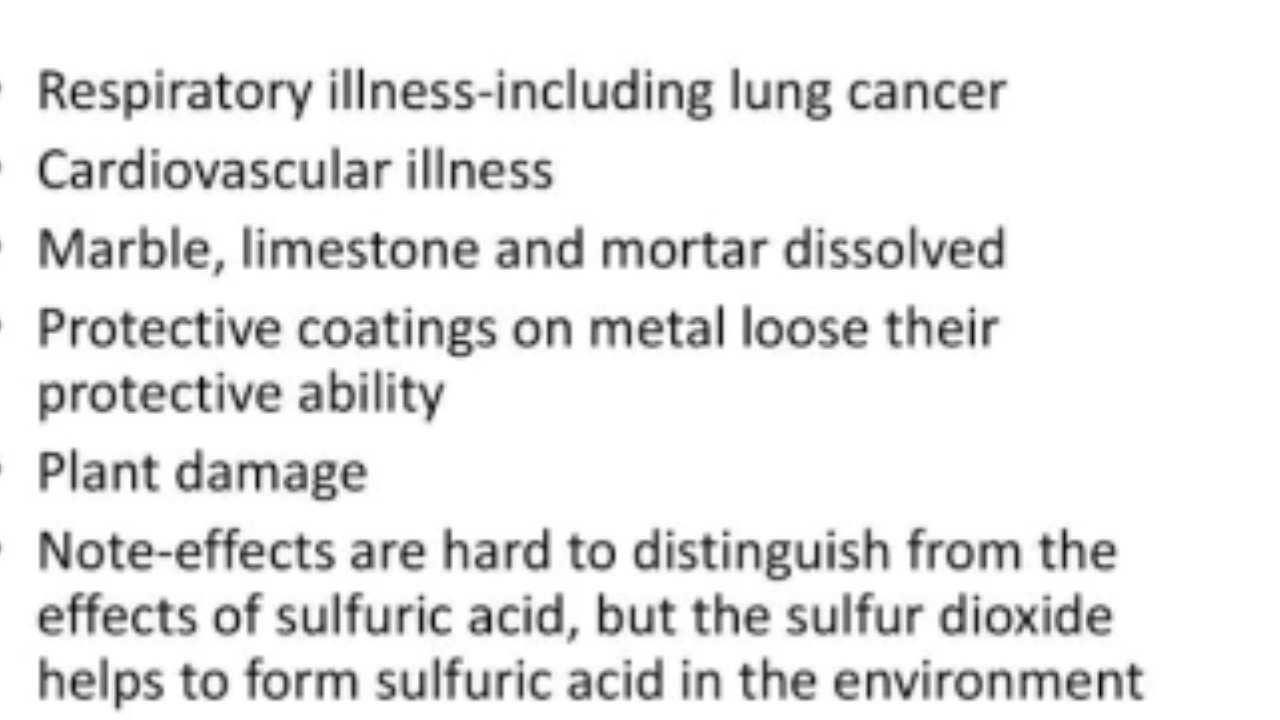 Respiratory illness-including lung cancer
Cardiovascular illness
Marble, limestone and mortar dissolved
Protective coatings on metal loose their
protective ability
Plant damage
Note-effects are hard to distinguish from the
effects of sulfuric acid, but the sulfur dioxide
helps to form sulfuric acid in the environment